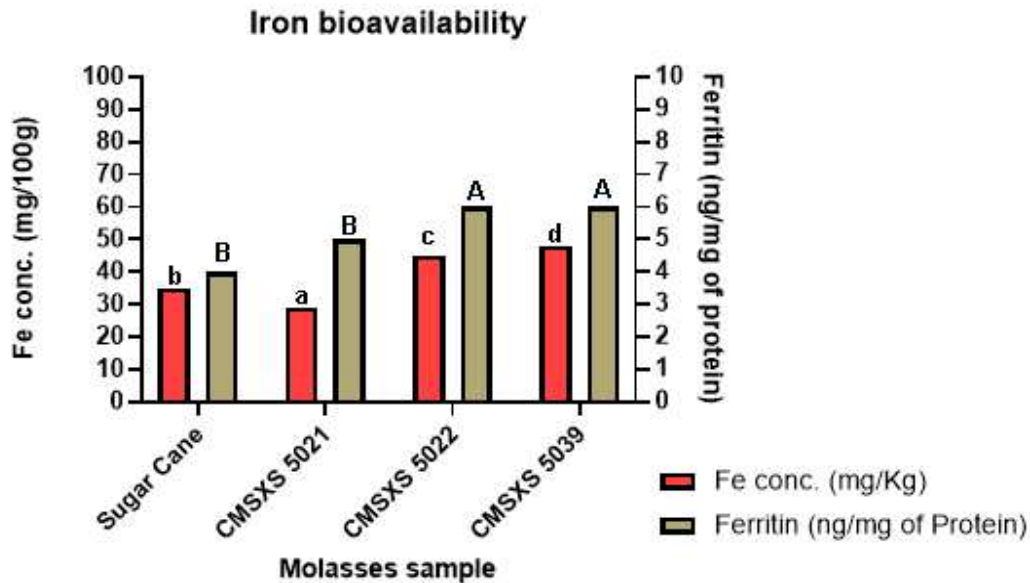 Iron bioavailability
Fe conc. (mg/100g)
100
90
80
70
60
50
40
30
20
10
0
b
B
a
B
c
A
d
A
10
9
8
7
6
5
4
3
2
1
0
Ferritin (ng/mg of protein)
Sugar Cane
CMSXS 5021
CMSXS 5022
CMSXS 5039
Molasses sample
Fe conc. (mg/Kg)
Ferritin (ng/mg of Protein)